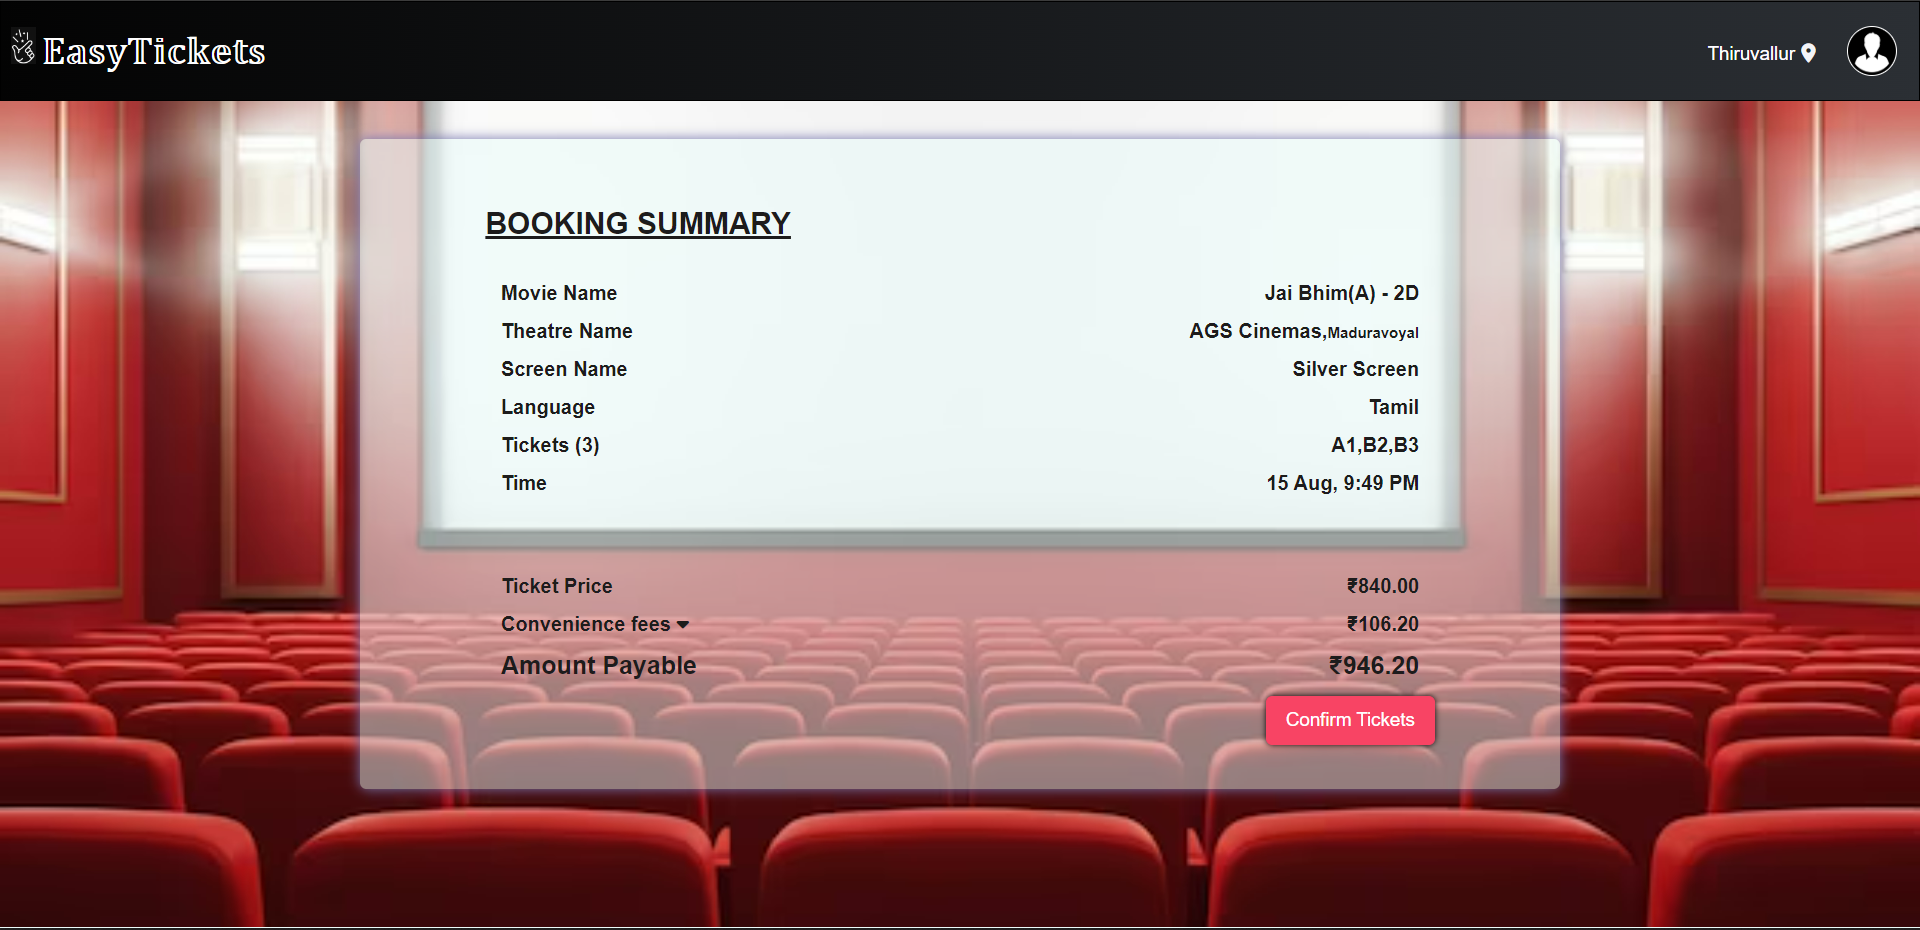 EasyTickets
Thiruvallur
BOOKING SUMMARY
Movie Name Jai Bhim(A) - 2D
Theatre Name AGS Cinemas,Maduravoyal
Screen Name Silver Screen
Language Tamil
Tickets (3) A1,B2,B3
Time 15 Aug, 9:49 PM
Ticket Price ₹840.00
Convenience fees ₹106.20
Amount Payable ₹946.20
Confirm Tickets